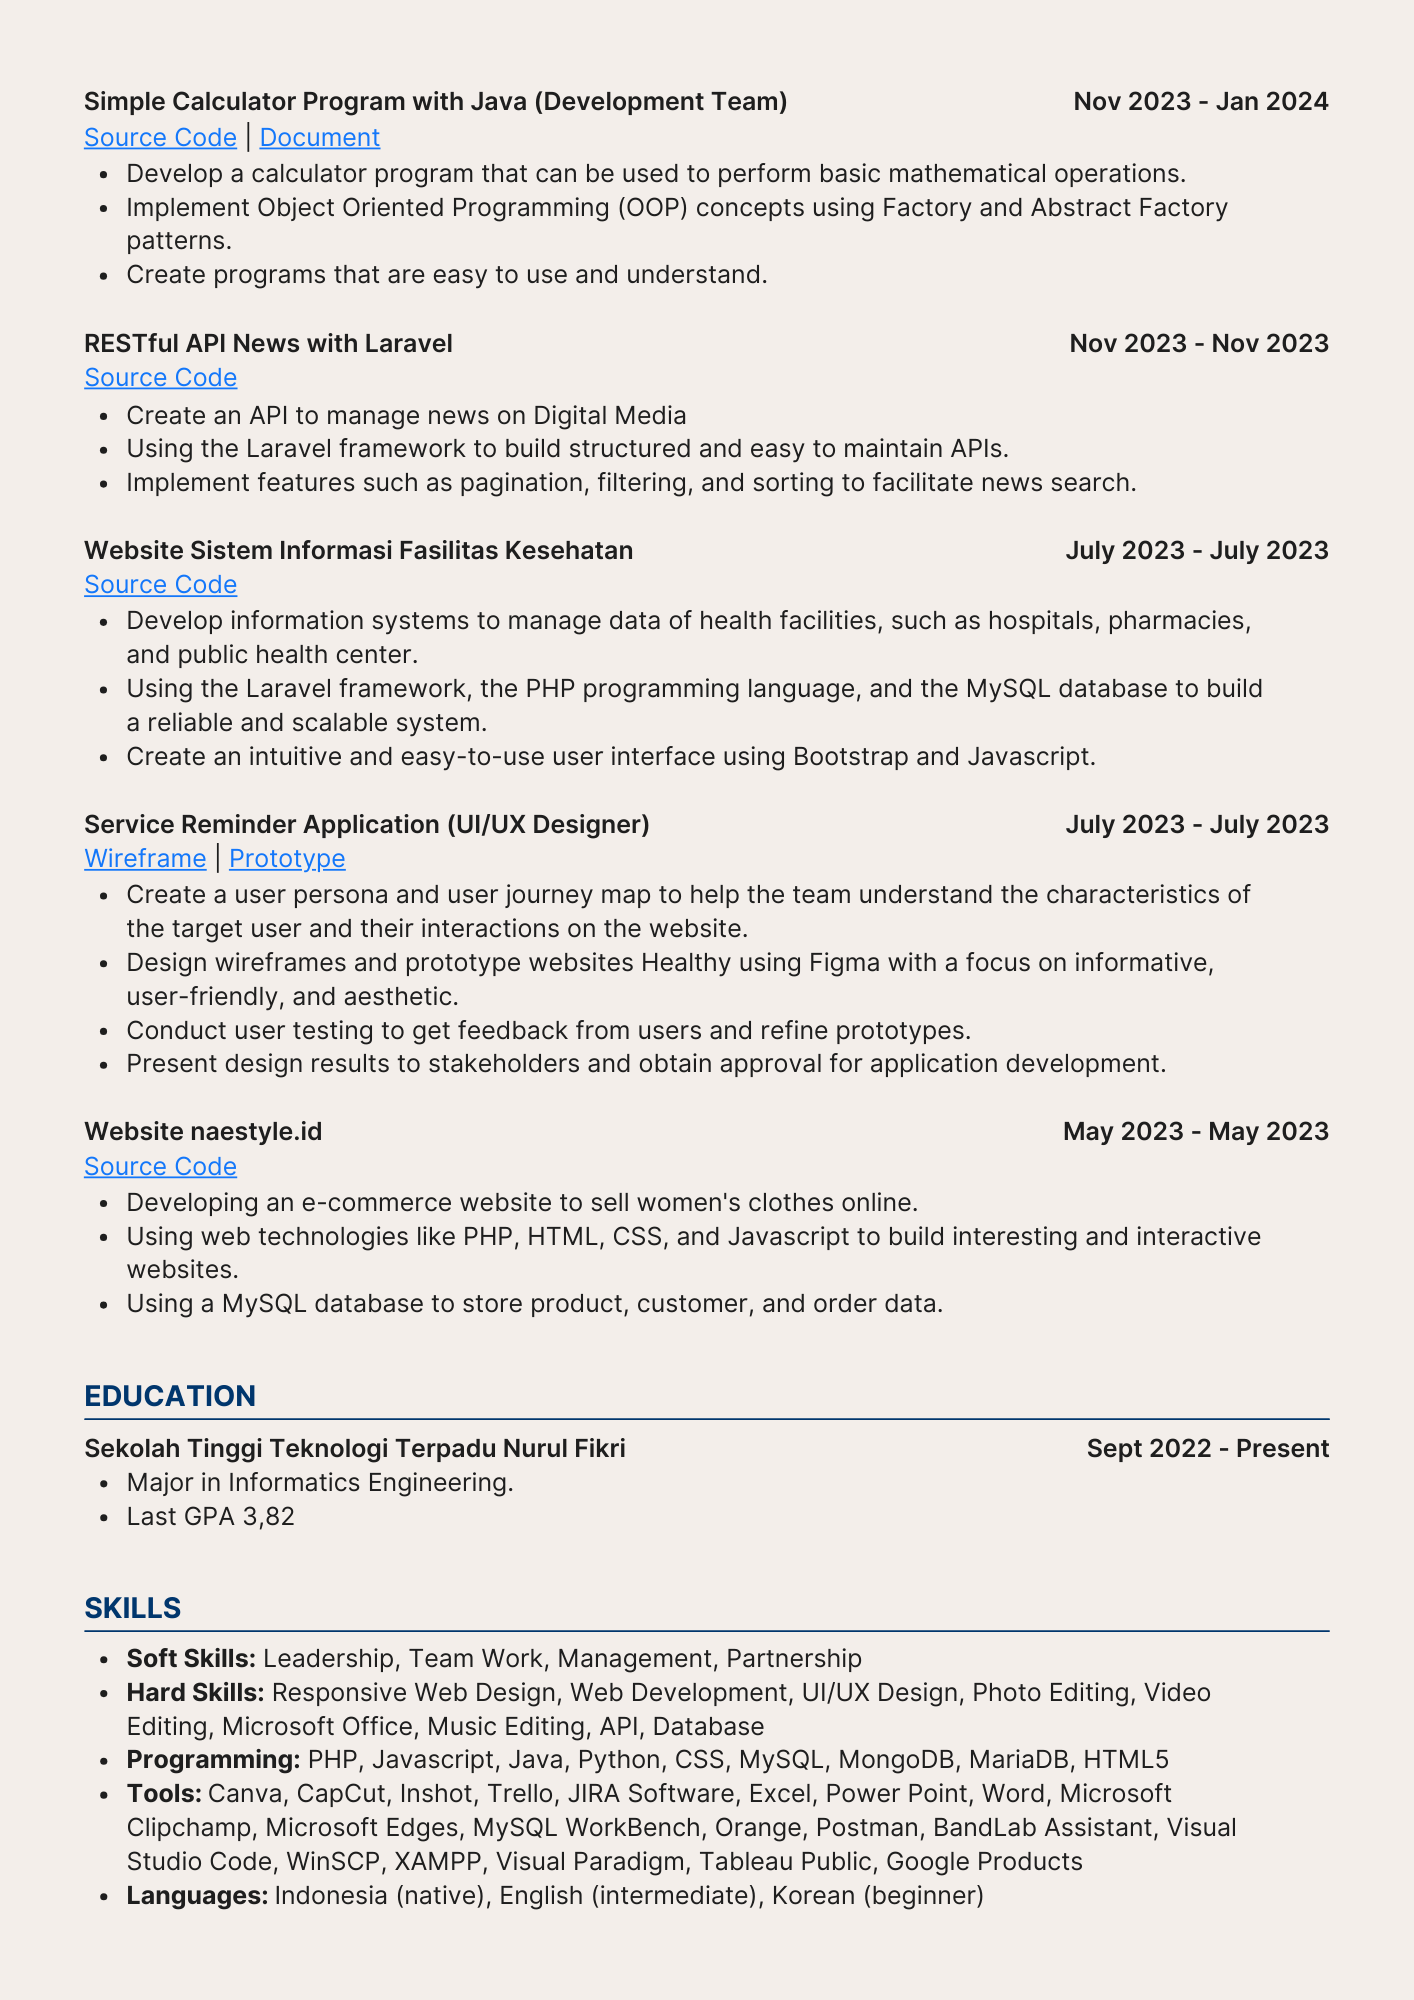 Simple Calculator Program with Java (Development Team) Nov 2023 - Jan 2024
Source Code | Document
• Develop a calculator program that can be used to perform basic mathematical operations.
• Implement Object Oriented Programming (OOP) concepts using Factory and Abstract Factory
patterns.
• Create programs that are easy to use and understand.
RESTful API News with Laravel Nov 2023 - Nov 2023
Source Code
• Create an API to manage news on Digital Media
• Using the Laravel framework to build structured and easy to maintain APIs.
• Implement features such as pagination, filtering, and sorting to facilitate news search.
Website Sistem Informasi Fasilitas Kesehatan July 2023 - July 2023
Source Code
• Develop information systems to manage data of health facilities, such as hospitals, pharmacies,
and public health center.
• Using the Laravel framework, the PHP programming language, and the MySQL database to build
a reliable and scalable system.
• Create an intuitive and easy-to-use user interface using Bootstrap and Javascript.
Service Reminder Application (UI/UX Designer) July 2023 - July 2023
Wireframe | Prototype
• Create a user persona and user journey map to help the team understand the characteristics of
the target user and their interactions on the website.
• Design wireframes and prototype websites Healthy using Figma with a focus on informative,
user-friendly, and aesthetic.
• Conduct user testing to get feedback from users and refine prototypes.
• Present design results to stakeholders and obtain approval for application development.
Website naestyle.id May 2023 - May 2023
Source Code
• Developing an e-commerce website to sell women's clothes online.
• Using web technologies like PHP, HTML, CSS, and Javascript to build interesting and interactive
websites.
• Using a MySQL database to store product, customer, and order data.
EDUCATION
Sekolah Tinggi Teknologi Terpadu Nurul Fikri Sept 2022 - Present
• Major in Informatics Engineering.
• Last GPA 3,82
SKILLS
• Soft Skills: Leadership, Team Work, Management, Partnership
• Hard Skills: Responsive Web Design, Web Development, UI/UX Design, Photo Editing, Video
Editing, Microsoft Office, Music Editing, API, Database
• Programming: PHP, Javascript, Java, Python, CSS, MySQL, MongoDB, MariaDB, HTML5
• Tools: Canva, CapCut, Inshot, Trello, JIRA Software, Excel, Power Point, Word, Microsoft
Clipchamp, Microsoft Edges, MySQL WorkBench, Orange, Postman, BandLab Assistant, Visual
Studio Code, WinSCP, XAMPP, Visual Paradigm, Tableau Public, Google Products
• Languages: Indonesia (native), English (intermediate), Korean (beginner)